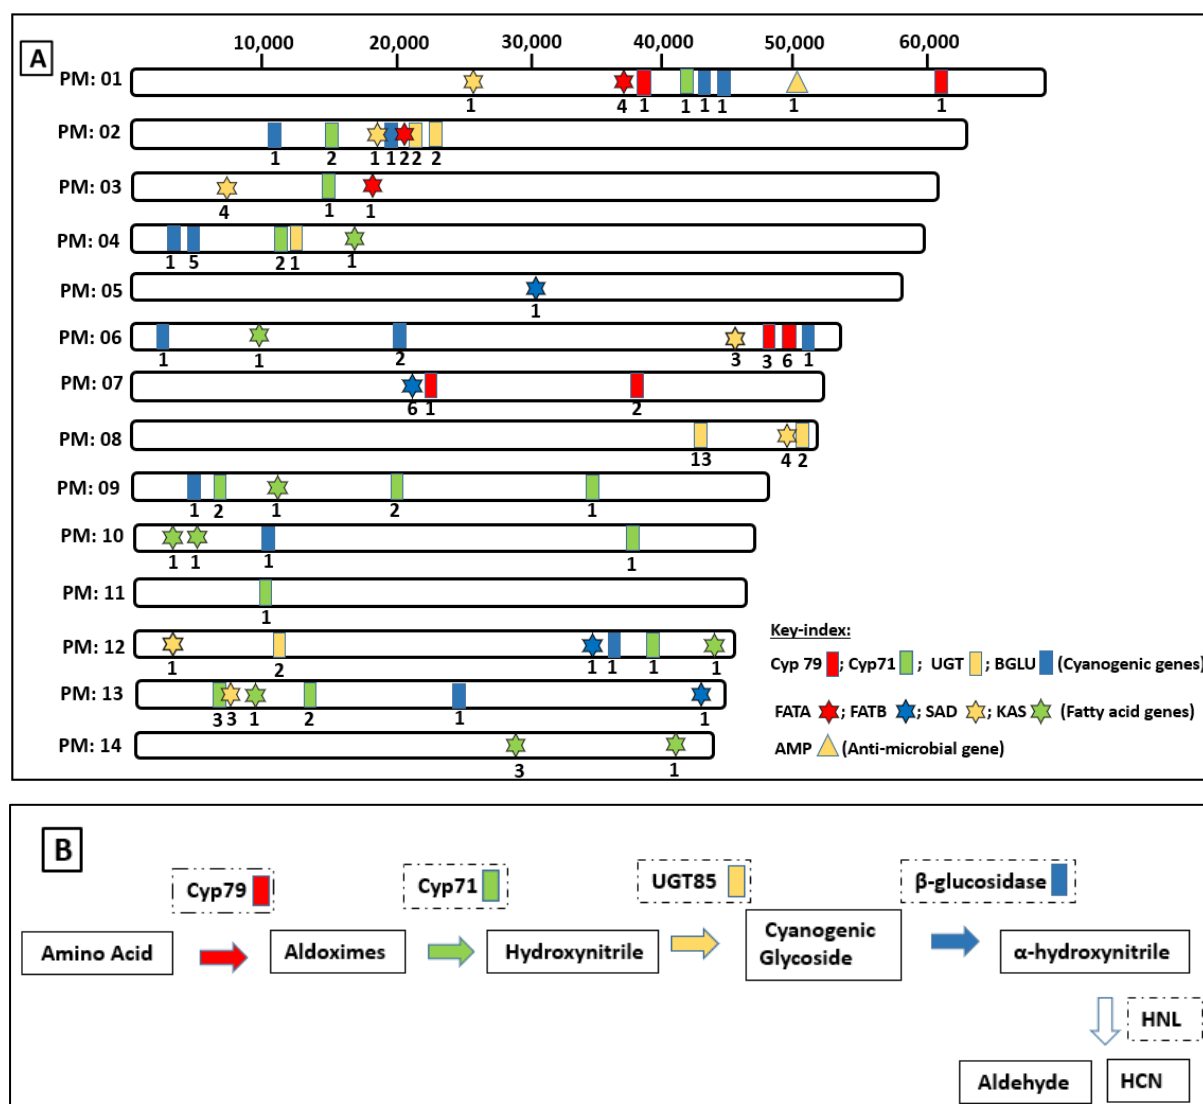 A
10,000 20,000 30,000 40,000 50,000 60,000
PM: 01
1 4 1 1 1 1 1 1
PM: 02
1 2 1 1 2 2 2
PM: 03
4 1 1
PM: 04
1 5 2 1 1
PM: 05
1
PM: 06
1 1 2 3 3 6 1
PM: 07
6 1 2
PM: 08
13 4 2
PM: 09
1 2 1 2 1
PM: 10
1 1 1 1
PM: 11
1
PM: 12
1 2 1 1 1 1
PM: 13
3 3 1 2 1 1
PM: 14
3 1
Key-index:
Cyp 79 ; Cyp71 ; UGT ; BGLU (Cyanogenic genes)
FATA ; FATB ; SAD ; KAS (Fatty acid genes)
AMP (Anti-microbial gene)
B
Cyp79 Cyp71 UGT85 β-glucosidase
Amino Acid Aldoximes Hydroxynitrile Cyanogenic
Glycoside α-hydroxynitrile
HNL
Aldehyde HCN